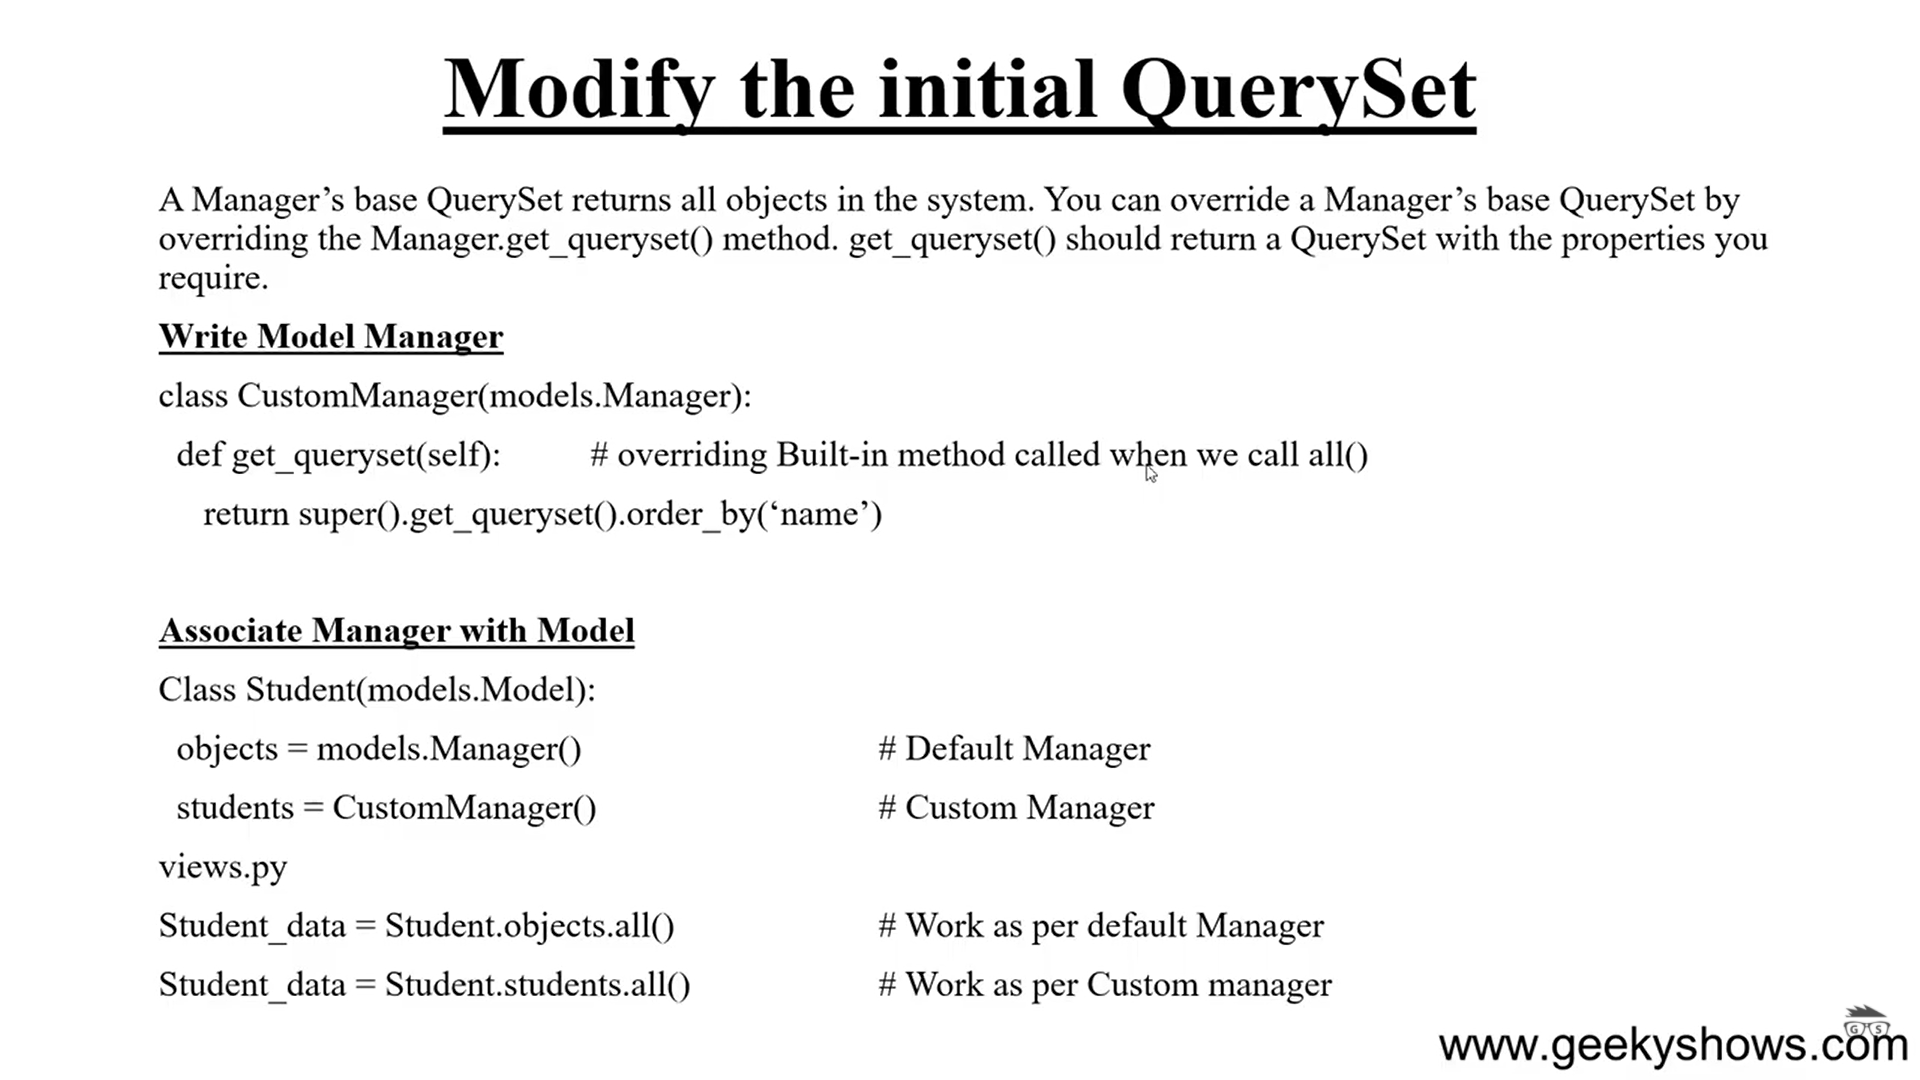 Modify the initial QuerySet
A Manager’s base QuerySet returns all objects in the system. You can override a Manager’s base QuerySet by
overriding the Manager.get_queryset() method. get_queryset() should return a QuerySet with the properties you
require.
Write Model Manager
class CustomManager(models.Manager):
def get_queryset(self): # overriding Built-in method called when we call all()
return super().get_queryset().order_by(‘name’)
Associate Manager with Model
Class Student(models.Model):
objects = models.Manager() # Default Manager
students = CustomManager() # Custom Manager
views.py
Student_data = Student.objects.all() # Work as per default Manager
Student_data = Student.students.all() # Work as per Custom manager
G S
www.geekyshows.com